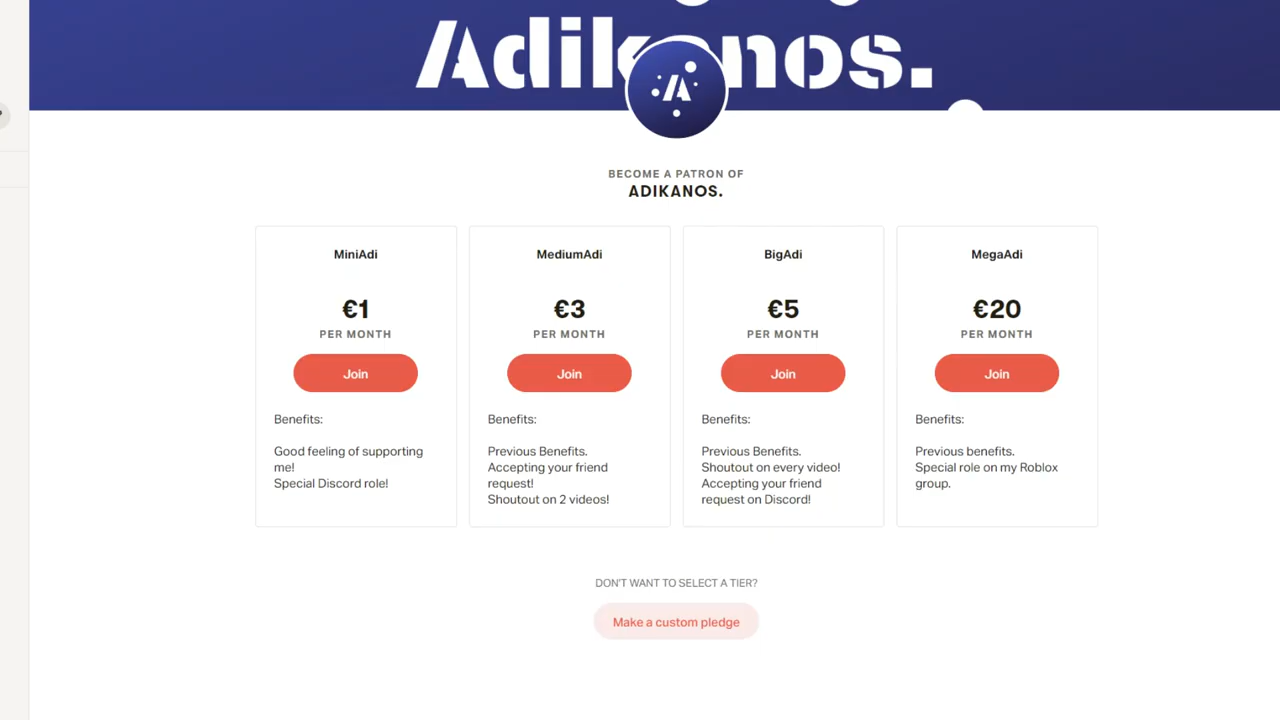 Adikanos.
A
BECOME A PATRON OF
ADIKANOS.
MiniAdi
€1
PER MONTH
Join
Benefits:
Good feeling of supporting
me!
Special Discord role!
MediumAdi
€3
PER MONTH
Join
Benefits:
Previous Benefits.
Accepting your friend
request!
Shoutout on 2 videos!
BigAdi
€5
PER MONTH
Join
Benefits:
Previous Benefits.
Shoutout on every video!
Accepting your friend
request on Discord!
MegaAdi
€20
PER MONTH
Join
Benefits:
Previous benefits.
Special role on my Roblox
group.
DON'T WANT TO SELECT A TIER?
Make a custom pledge